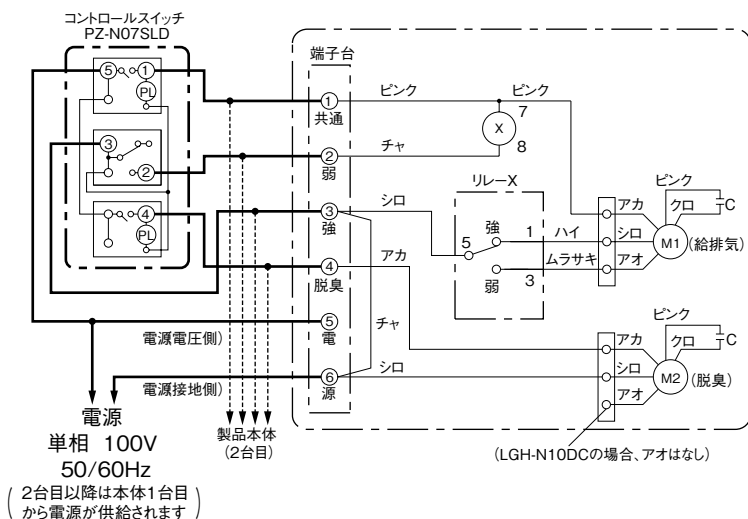 コントロールスイッチ
PZ-N07SLD
5
1
PL
3
2
4
PL
端子台
1
共通
2
弱
3
強
4
脱臭
5
電
6
源
ピンク
ピンク
X
7
8
チャ
シロ
リレーX
強
5
弱
1
3
ハイ
ムラサキ
アカ
シロ
アオ
ピンク
クロ
C
M1
(給排気)
アカ
チャ
シロ
アカ
シロ
アオ
ピンク
クロ
C
M2
(脱臭)
(LGH-N10DCの場合、アオはなし)
電源電圧側)
電源接地側)
製品本体
(2台目)
電源
単相 100V
50/60Hz
(2台目以降は本体1台目
から電源が供給されます)